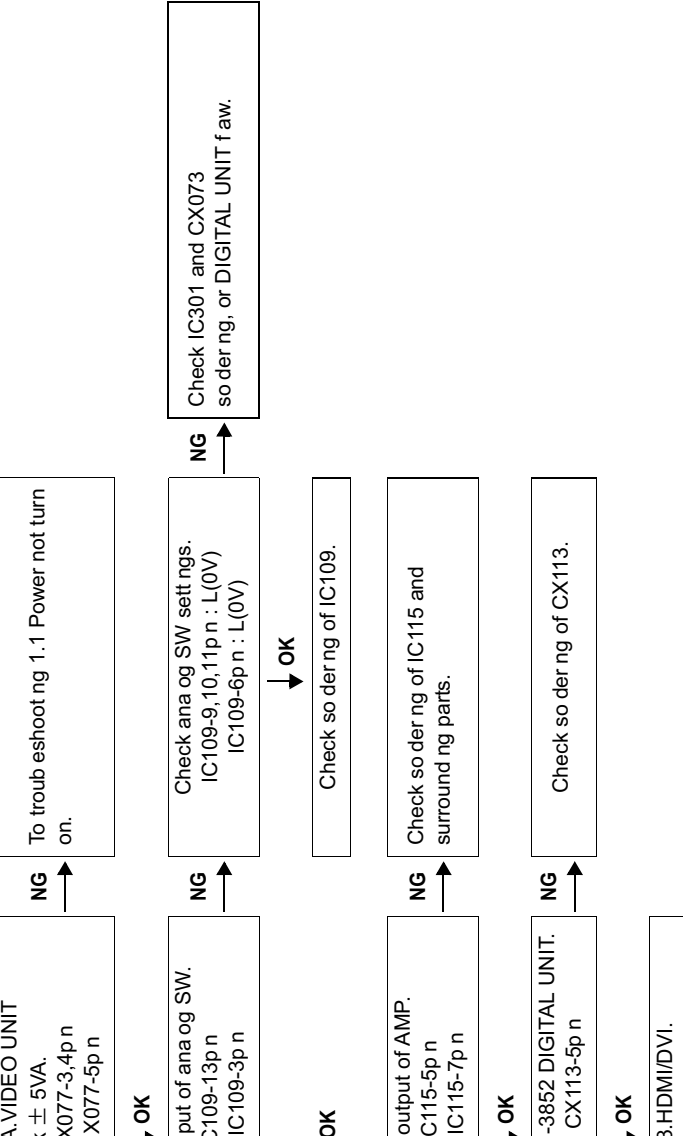 A.VIDEO UNIT
x ± 5VA.
X077-3,4p n
X077-5p n
NG
To troub eshoot ng 1.1 Power not turn
on.
OK
put of ana og SW.
C109-13p n
IC109-3p n
NG
Check ana og SW sett ngs.
IC109-9,10,11p n : L(0V)
IC109-6p n : L(0V)
NG
Check IC301 and CX073
so der ng, or DIGITAL UNIT f aw.
OK
Check so der ng of IC109.
OK
output of AMP.
C115-5p n
IC115-7p n
NG
Check so der ng of IC115 and
surround ng parts.
OK
-3852 DIGITAL UNIT.
CX113-5p n
NG
Check so der ng of CX113.
OK
3.HDMI/DVI.